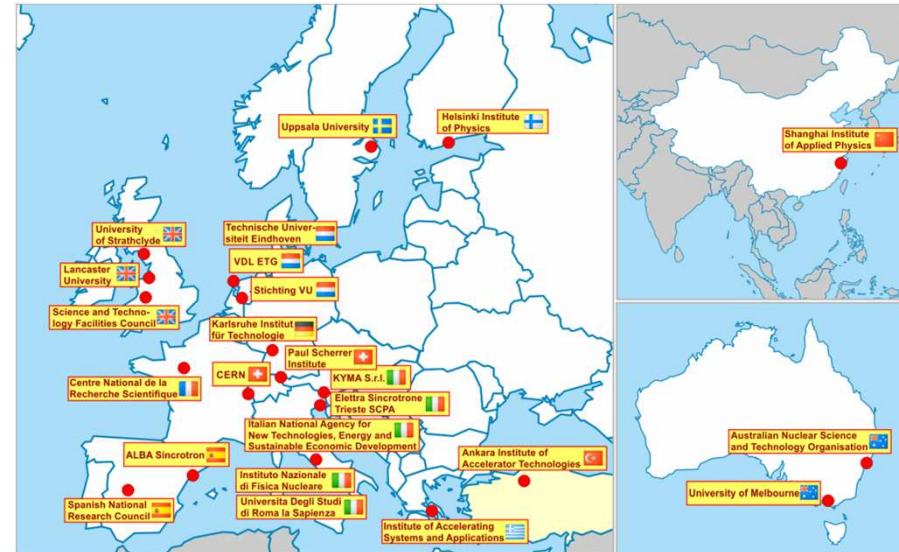 Uppsala University
Helsinki Institute
of Physics
University
of Strathclyde
Lancaster
University
Science and Techno-
logy Facilities Council
Technische Univer-
siteit Eindhoven
VDL ETG
Stichting VU
Karlsruhe Institut
für Technologie
Paul Scherrer
Institute
CERN
KYMA S.r.l.
Centre National de la
Recherche Scientifique
Elettra Sincrotrone
Trieste SCPA
Italian National Agency for
New Technologies, Energy and
Sustainable Economic Development
ALBA Sincrotron
Spanish National
Research Council
Instituto Nazionale
di Fisica Nucleare
Universita Degli Studi
di Roma la Sapienza
Ankara Institute of
Accelerator Technologies
Institute of Accelerating
Systems and Applications
Shanghai Institute
of Applied Physics
Australian Nuclear Science
and Technology Organisation
University of Melbourne